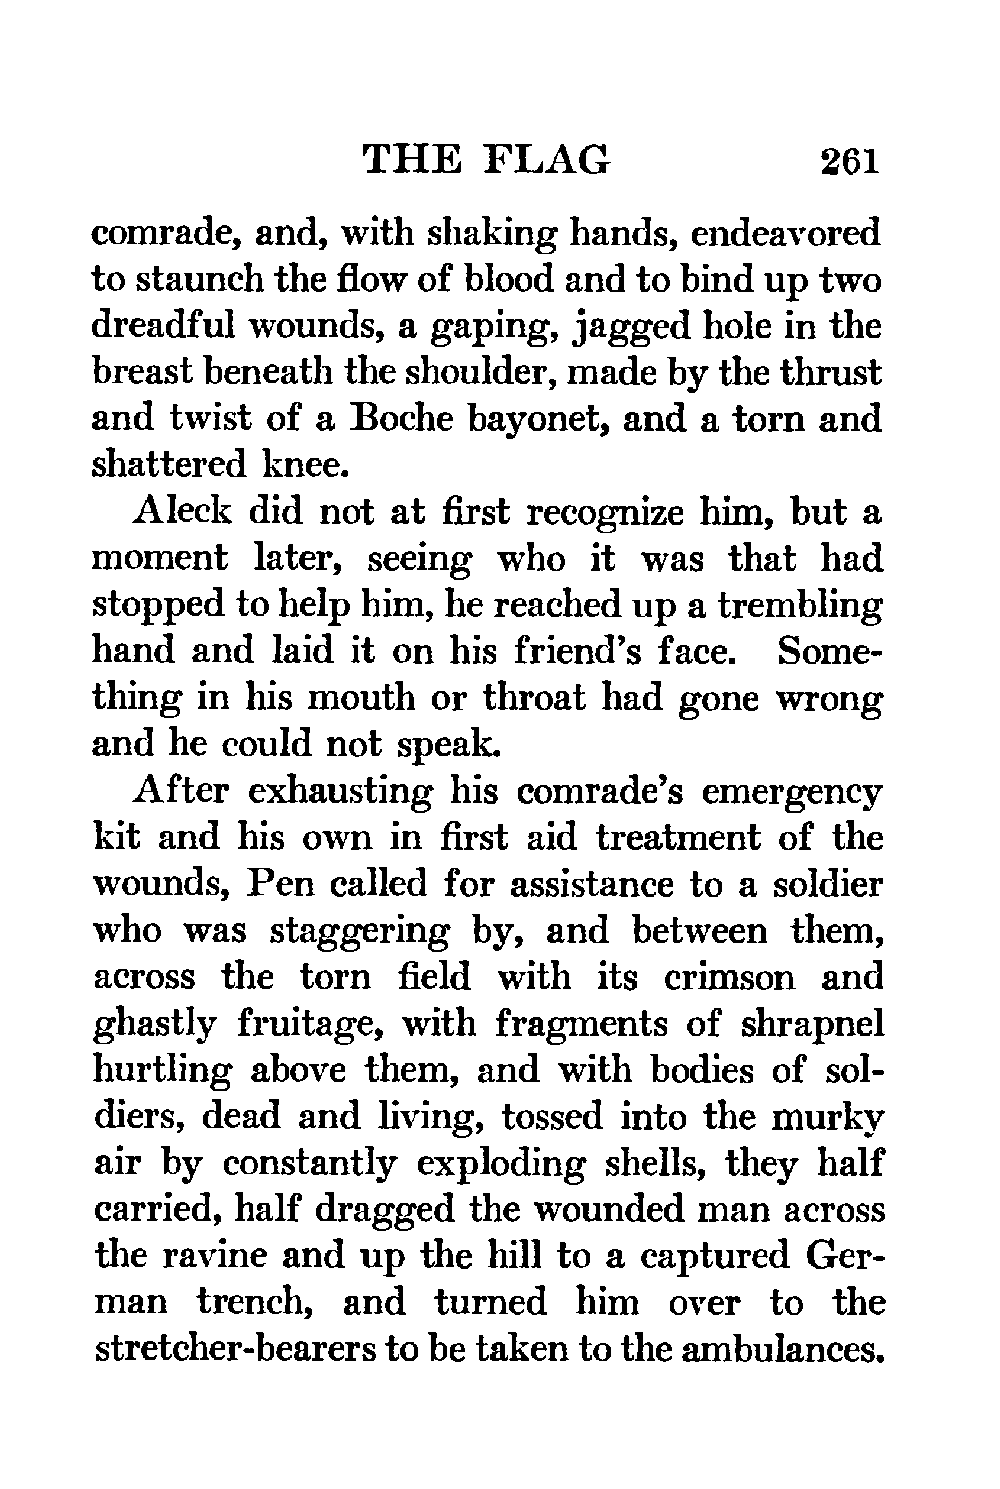 THE FLAG 261
comrade, and, with shaking hands, endeavored
to staunch the flow of blood and to bind up two
dreadful wounds, a gaping, jagged hole in the
breast beneath the shoulder, made by the thrust
and twist of a Boche bayonet, and a torn and
shattered knee.
Aleck did not at first recognize him, but a
moment later, seeing who it was that had
stopped to help him, he reached up a trembling
hand and laid it on his friend's face. Some-
thing in his mouth or throat had gone wrong
and he could not speak.
After exhausting his comrade's emergency
kit and his own in first aid treatment of the
wounds, Pen called for assistance to a soldier
who was staggering by, and between them,
across the torn field with its crimson and
ghastly fruitage, with fragments of shrapnel
hurtling above them, and with bodies of sol-
diers, dead and living, tossed into the murky
air by constantly exploding shells, they half
carried, half dragged the wounded man across
the ravine and up the hill to a captured Ger-
man trench, and turned him over to the
stretcher-bearers to be taken to the ambulances.